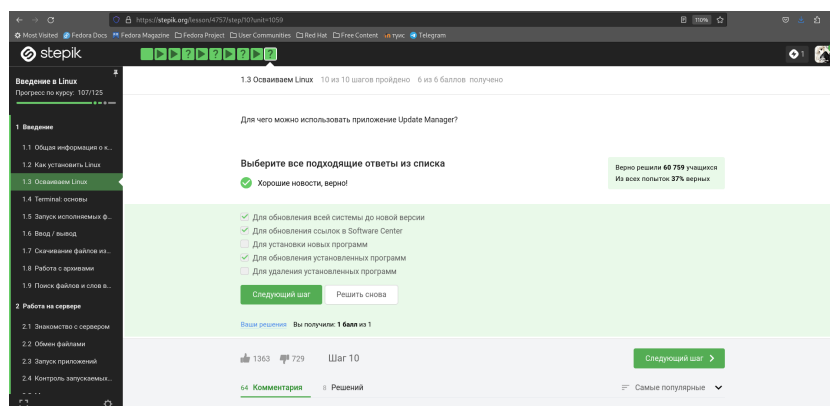 https://stepik.org/lesson/4757/step/10?unit=1059
110%
Most Visited Fedora Docs Fedora Magazine Fedora Project User Communities Red Hat Free Content Telegram
stepik
1
Введение в Linux
Прогресс по курсу: 107/125
1 Введение
1.1 Общая информация о к...
1.2 Как установить Linux
1.3 Осваиваем Linux
1.4 Terminal: основы
1.5 Запуск исполняемых ф...
1.6 Ввод / вывод
1.7 Скачивание файлов из...
1.8 Работа с архивами
1.9 Поиск файлов и слов в...
2 Работа на сервере
2.1 Знакомство с сервером
2.2 Обмен файлами
2.3 Запуск приложений
2.4 Контроль запускаемых...
1.3 Осваиваем Linux 10 из 10 шагов пройдено 6 из 6 баллов получено
Для чего можно использовать приложение Update Manager?
Выберите все подходящие ответы из списка
Хорошие новости, верно!
Верно решили 60 759 учащихся
Из всех попыток 37% верных
Для обновления всей системы до новой версии
Для обновления ссылок в Software Center
Для установки новых программ
Для обновления установленных программ
Для удаления установленных программ
Следующий шаг
Решить снова
Ваши решения Вы получили: 1 балл из 1
1363 729 Шаг 10
Следующий шаг
64 Комментария 8 Решений
Самые популярные